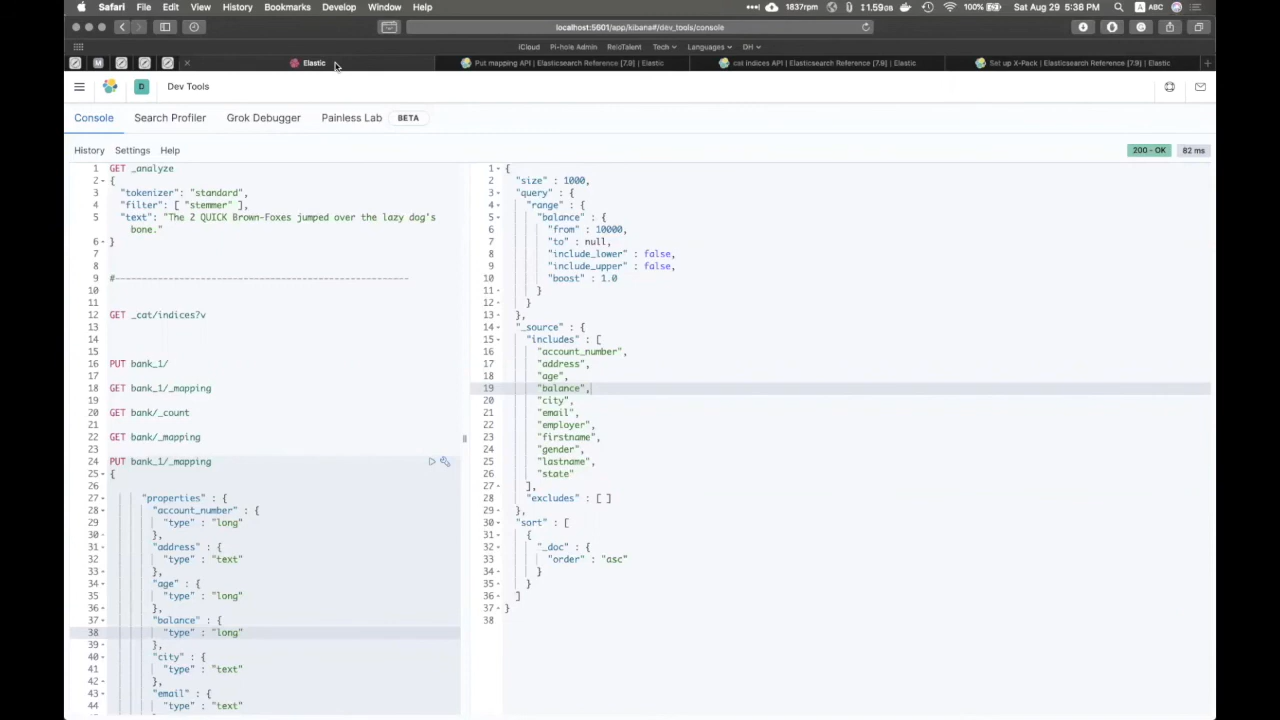 Safari File Edit View History Bookmarks Develop Window Help 1837rpm 1.59GB 100% ABC Sat Aug 29 5:38 PM
localhost:5601/app/kibana#/dev_tools/console
iCloud Pi-hole Admin RelDalent Tech Languages DH
M Elastic Put mapping API | Elasticsearch Reference [7.9] | Elastic cat indices API | Elasticsearch Reference [7.9] | Elastic Set up X-Pack | Elasticsearch Reference [7.9] | Elastic
D Dev Tools
Console Search Profiler Grok Debugger Painless Lab BETA
History Settings Help 200 - OK 82 ms
1 GET _analyze
2 {
3 "tokenizer": "standard",
4 "filter": [ "stemmer" ],
5 "text": "The 2 QUICK Brown-Foxes jumped over the lazy dog's
bone."
6 }
7
8
9 #--------------------------------------------------------
10
11
12 GET _cat/indices?v
13
14
15
16 PUT bank_1/
17
18 GET bank_1/_mapping
19
20 GET bank/_count
21
22 GET bank/_mapping
23
24 PUT bank_1/_mapping
25 {
26
27 "properties" : {
28 "account_number" : {
29 "type" : "long"
30 },
31 "address" : {
32 "type" : "text"
33 },
34 "age" : {
35 "type" : "long"
36 },
37 "balance" : {
38 "type" : "long"
39 },
40 "city" : {
41 "type" : "text"
42 },
43 "email" : {
44 "type" : "text"
1 {
2 "size" : 1000,
3 "query" : {
4 "range" : {
5 "balance" : {
6 "from" : 10000,
7 "to" : null,
8 "include_lower" : false,
9 "include_upper" : false,
10 "boost" : 1.0
11 }
12 }
13 },
14 "_source" : {
15 "includes" : [
16 "account_number",
17 "address",
18 "age",
19 "balance",
20 "city",
21 "email",
22 "employer",
23 "firstname",
24 "gender",
25 "lastname",
26 "state"
27 ],
28 "excludes" : [ ]
29 },
30 "sort" : [
31 {
32 "_doc" : {
33 "order" : "asc"
34 }
35 }
36 ]
37 }
38